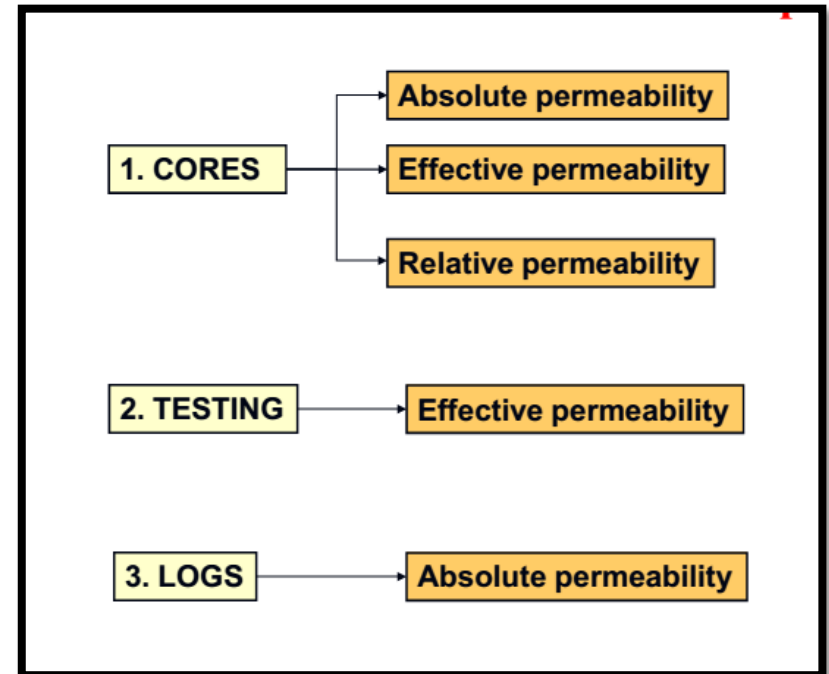 Absolute permeability
1. CORES
Effective permeability
Relative permeability
2. TESTING
Effective permeability
3. LOGS
Absolute permeability